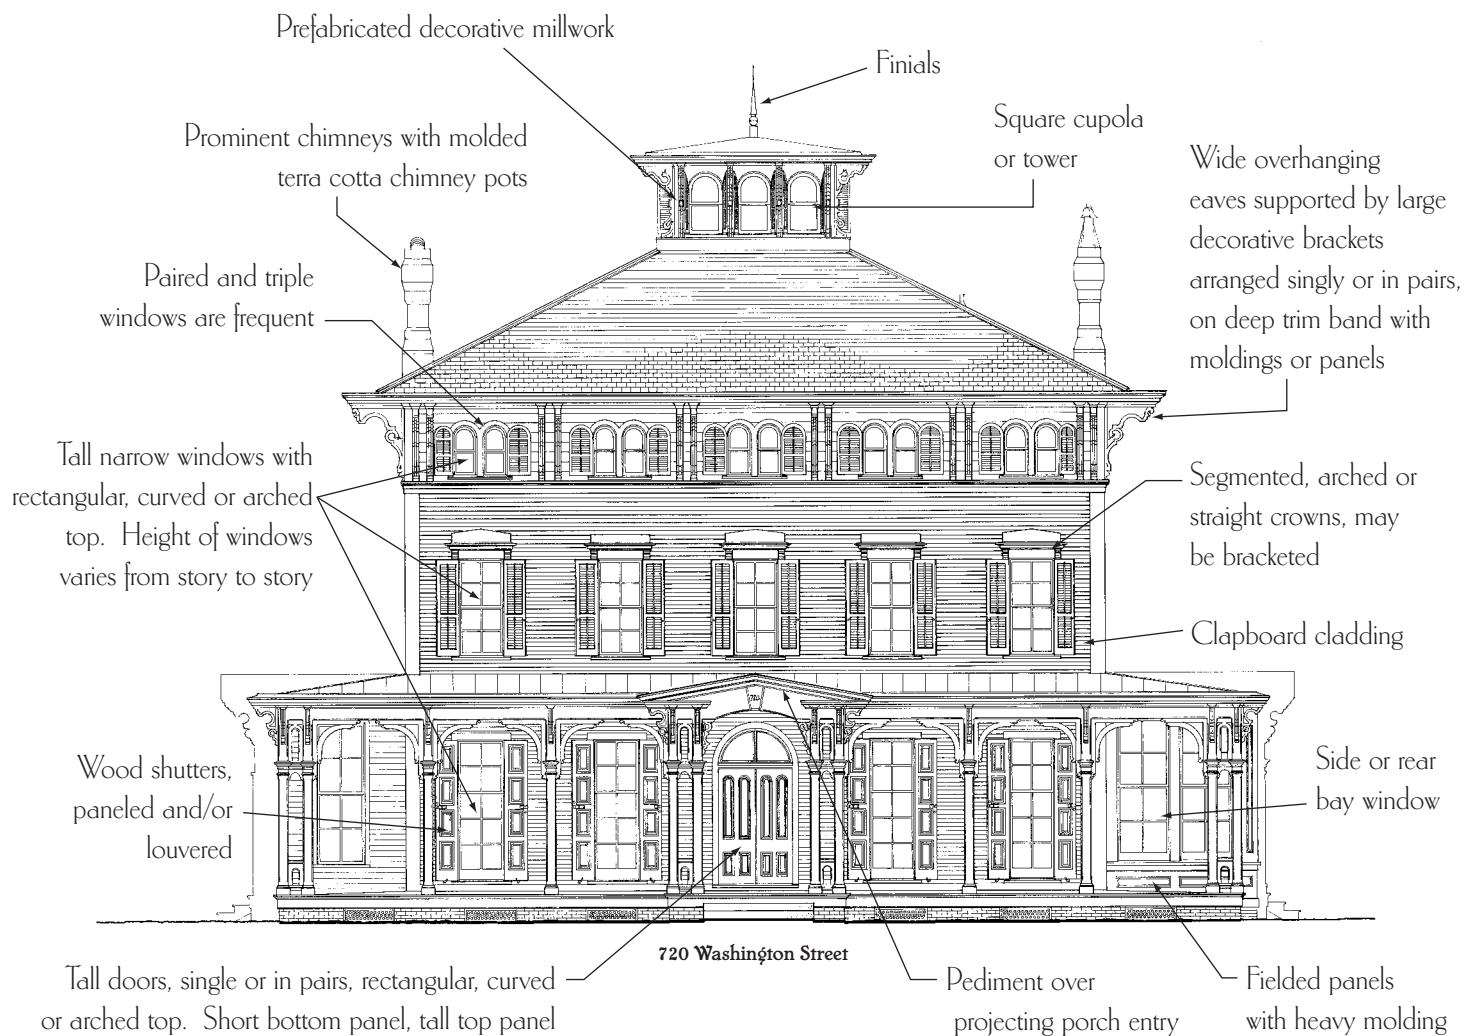 Prefabricated decorative millwork
Finials
Prominent chimneys with molded
terra cotta chimney pots
Square cupola
or tower
Wide overhanging
eaves supported by large
decorative brackets
arranged singly or in pairs,
on deep trim band with
moldings or panels
Paired and triple
windows are frequent
Tall narrow windows with
rectangular, curved or arched
top. Height of windows
varies from story to story
Segmented, arched or
straight crowns, may
be bracketed
Clapboard cladding
Wood shutters,
paneled and/or
louvered
Side or rear
bay window
720 Washington Street
Tall doors, single or in pairs, rectangular, curved
or arched top. Short bottom panel, tall top panel
Pediment over
projecting porch entry
Fielded panels
with heavy molding